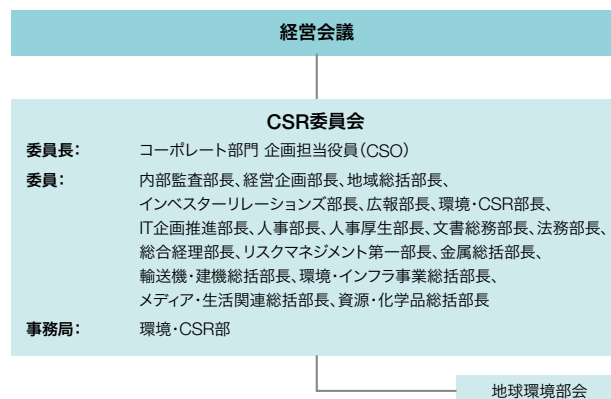 経営会議
CSR委員会
委員長： コーポレート部門 企画担当役員（CSO）
委員： 内部監査部長、経営企画部長、地域総括部長、
インベスターリレーションズ部長、広報部長、環境・CSR部長、
IT企画推進部長、人事部長、人事厚生部長、文書総務部長、法務部長、
総合経理部長、リスクマネジメント第一部長、金属総括部長、
輸送機・建機総括部長、環境・インフラ事業総括部長、
メディア・生活関連総括部長、資源・化学品総括部長
事務局： 環境・CSR部
地球環境部会